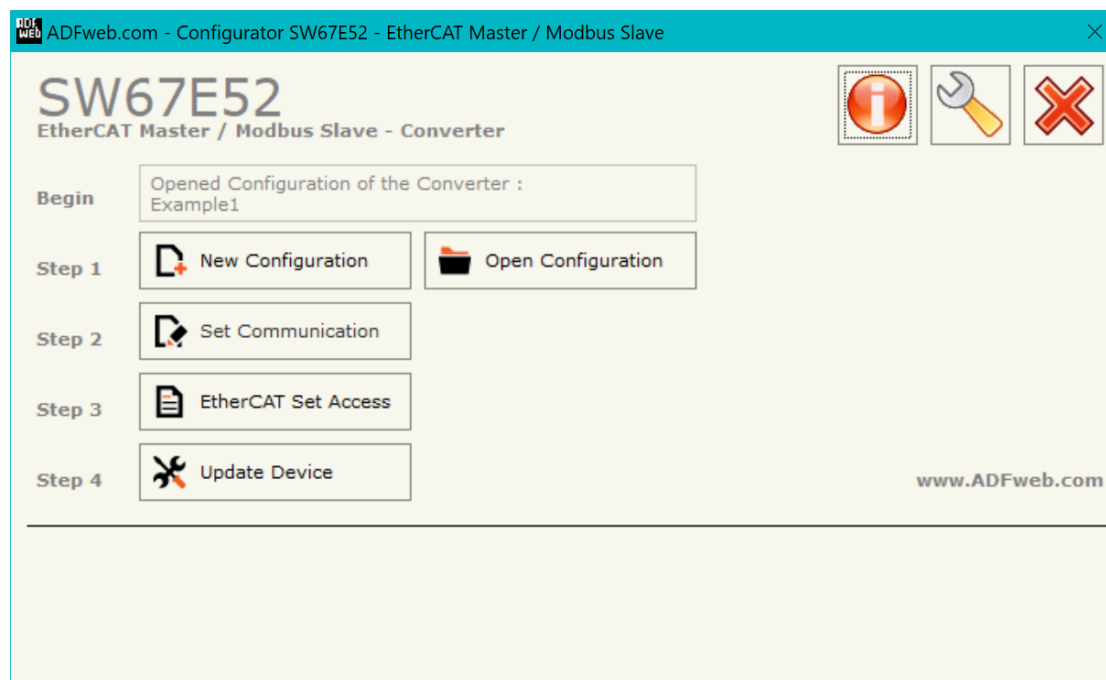 ADF
WEB ADFweb.com - Configurator SW67E52 - EtherCAT Master / Modbus Slave
SW67E52
EtherCAT Master / Modbus Slave - Converter
Begin
Opened Configuration of the Converter :
Example1
Step 1
New Configuration
Open Configuration
Step 2
Set Communication
Step 3
EtherCAT Set Access
Step 4
Update Device
www.ADFweb.com